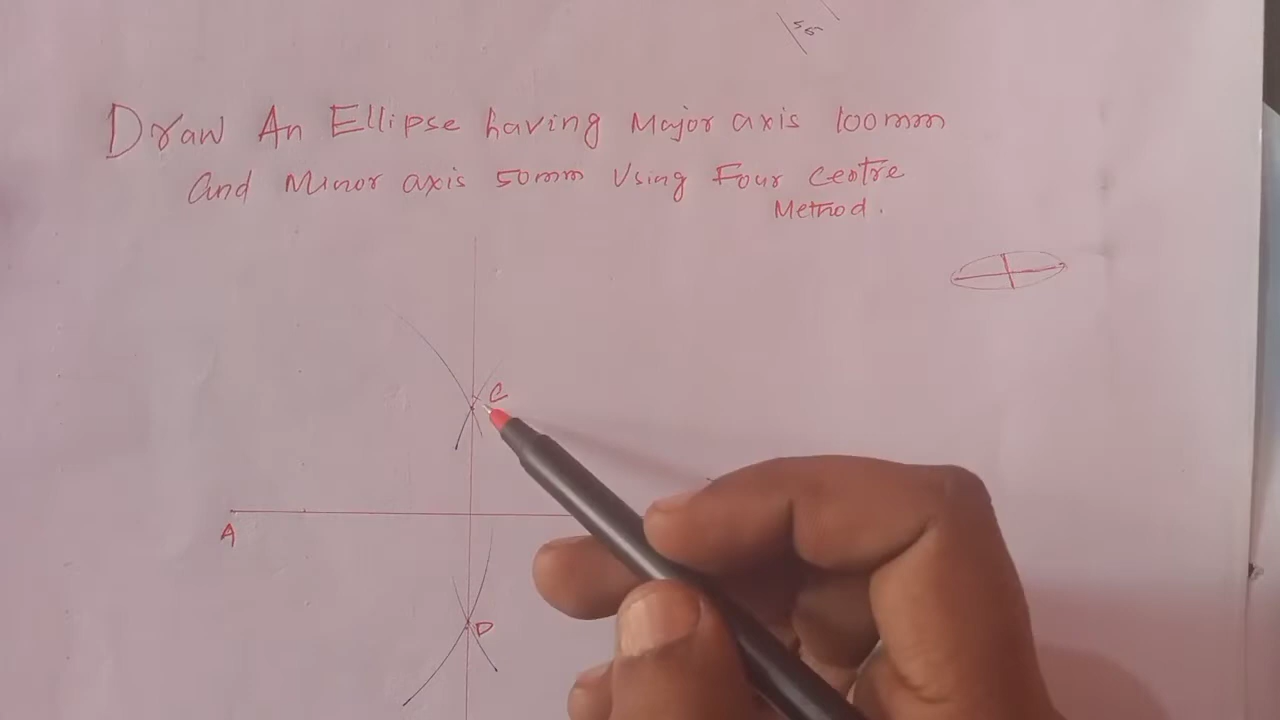 Draw An Ellipse having Major axis 100mm
and Minor axis 50mm Using Four Centre
Method.
C
A
D